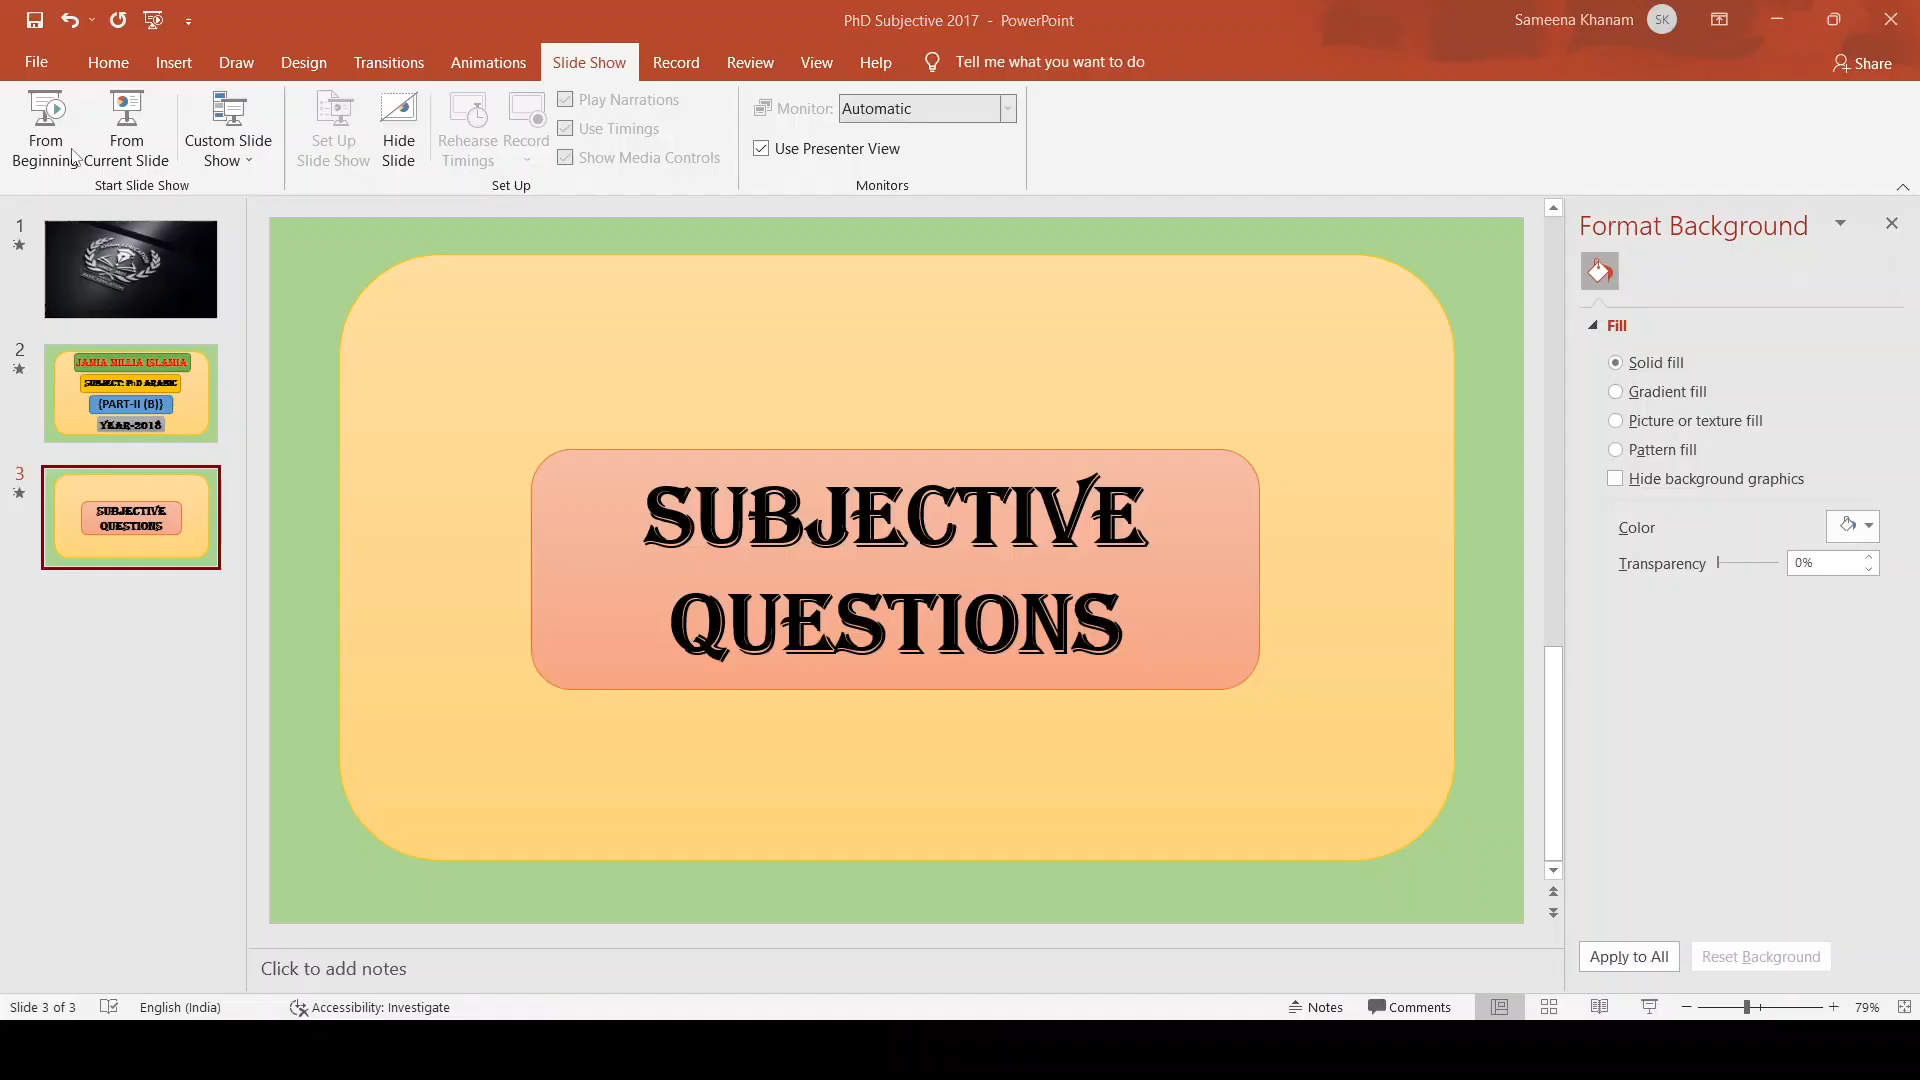 PhD Subjective 2017 - PowerPoint
Sameena Khanam
SK
File
Home
Insert
Draw
Design
Transitions
Animations
Slide Show
Record
Review
View
Help
Tell me what you want to do
Share
From
Beginning
From
Current Slide
Custom Slide
Show
Start Slide Show
Set Up
Slide Show
Hide
Slide
Rehearse
Timings
Record
Play Narrations
Use Timings
Show Media Controls
Set Up
Monitor:
Automatic
Use Presenter View
Monitors
1
2
JAMIA MILLIA ISLAMIA
SUBJECT: PhD ARABIC
{PART-II (B)}
YEAR-2018
3
SUBJECTIVE
QUESTIONS
SUBJECTIVE
QUESTIONS
Click to add notes
Format Background
Fill
Solid fill
Gradient fill
Picture or texture fill
Pattern fill
Hide background graphics
Color
Transparency
0%
Apply to All
Reset Background
Slide 3 of 3
English (India)
Accessibility: Investigate
Notes
Comments
79%